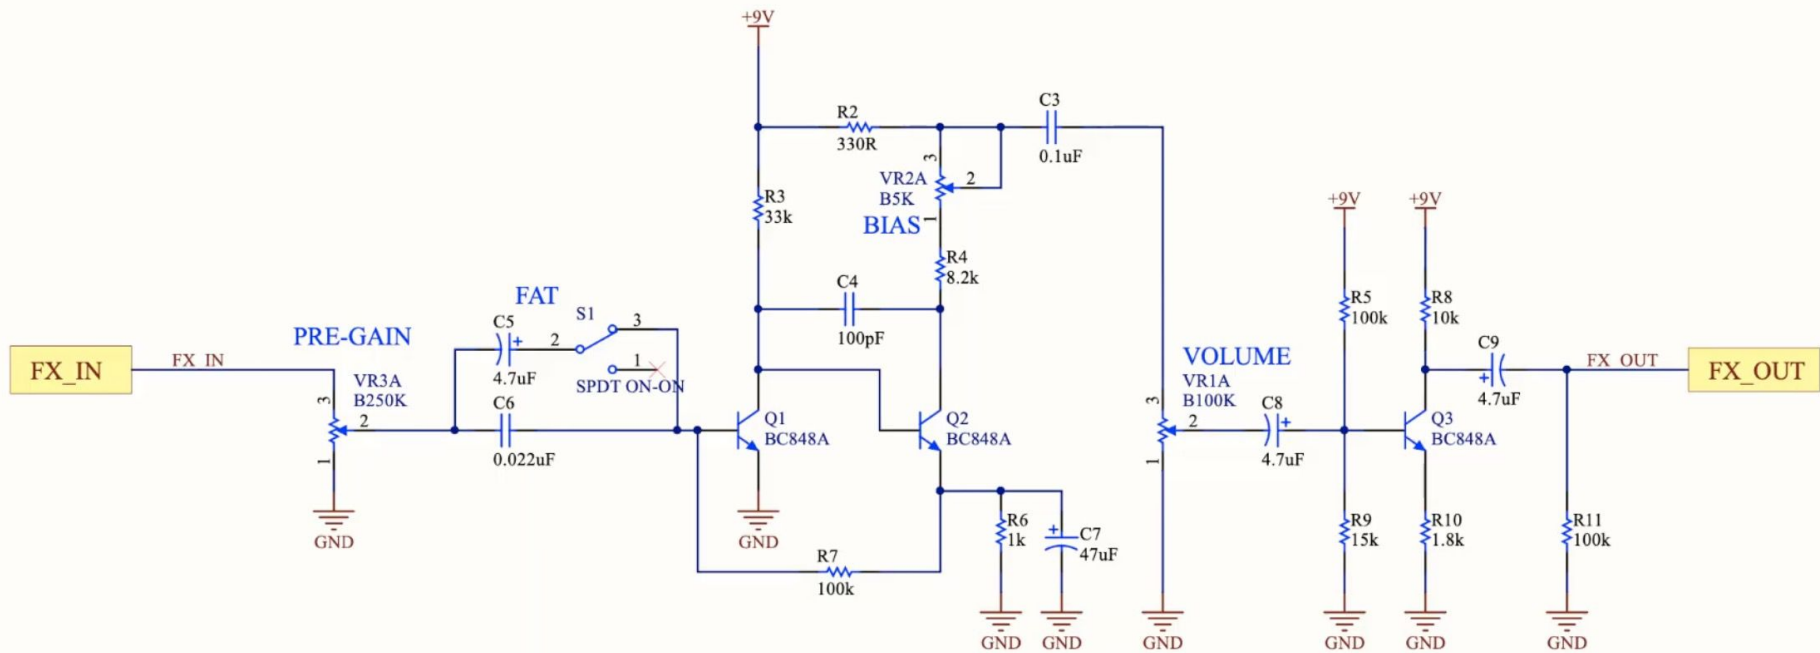 +9V
R2
330R
C3
0.1uF
3
VR2A
B5K
2
BIAS
1
R3
33k
R4
8.2k
C4
100pF
+9V
+9V
FAT
S1
3
C5
2
4.7uF
1
SPDT ON-ON
PRE-GAIN
FX_IN
FX_IN
VR3A
B250K
3
2
1
C6
0.022uF
Q1
BC848A
Q2
BC848A
VOLUME
VR1A
B100K
3
2
1
C8
4.7uF
R5
100k
R8
10k
C9
4.7uF
FX_OUT
FX_OUT
Q3
BC848A
GND
GND
R7
100k
R6
1k
C7
47uF
R9
15k
R10
1.8k
R11
100k
GND
GND
GND
GND
GND
GND